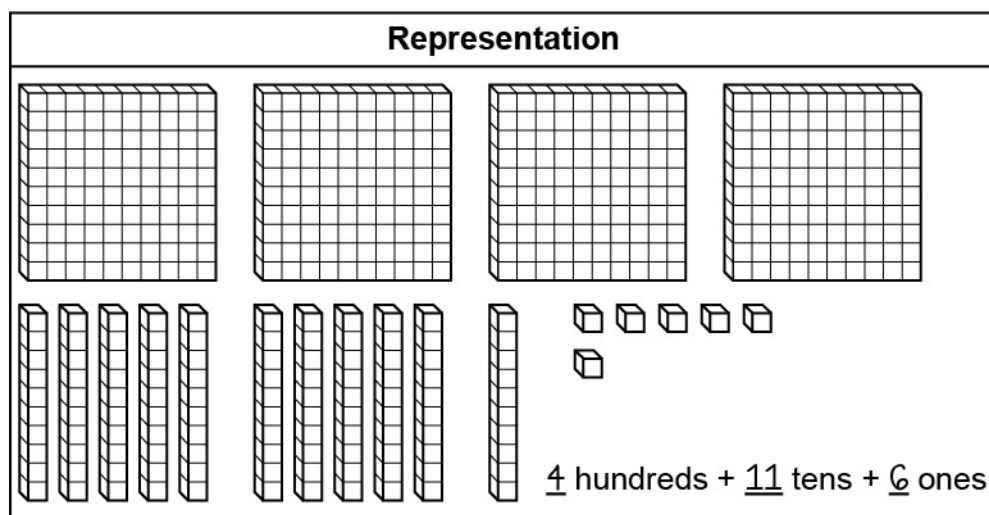 Representation
4 hundreds + 11 tens + 6 ones